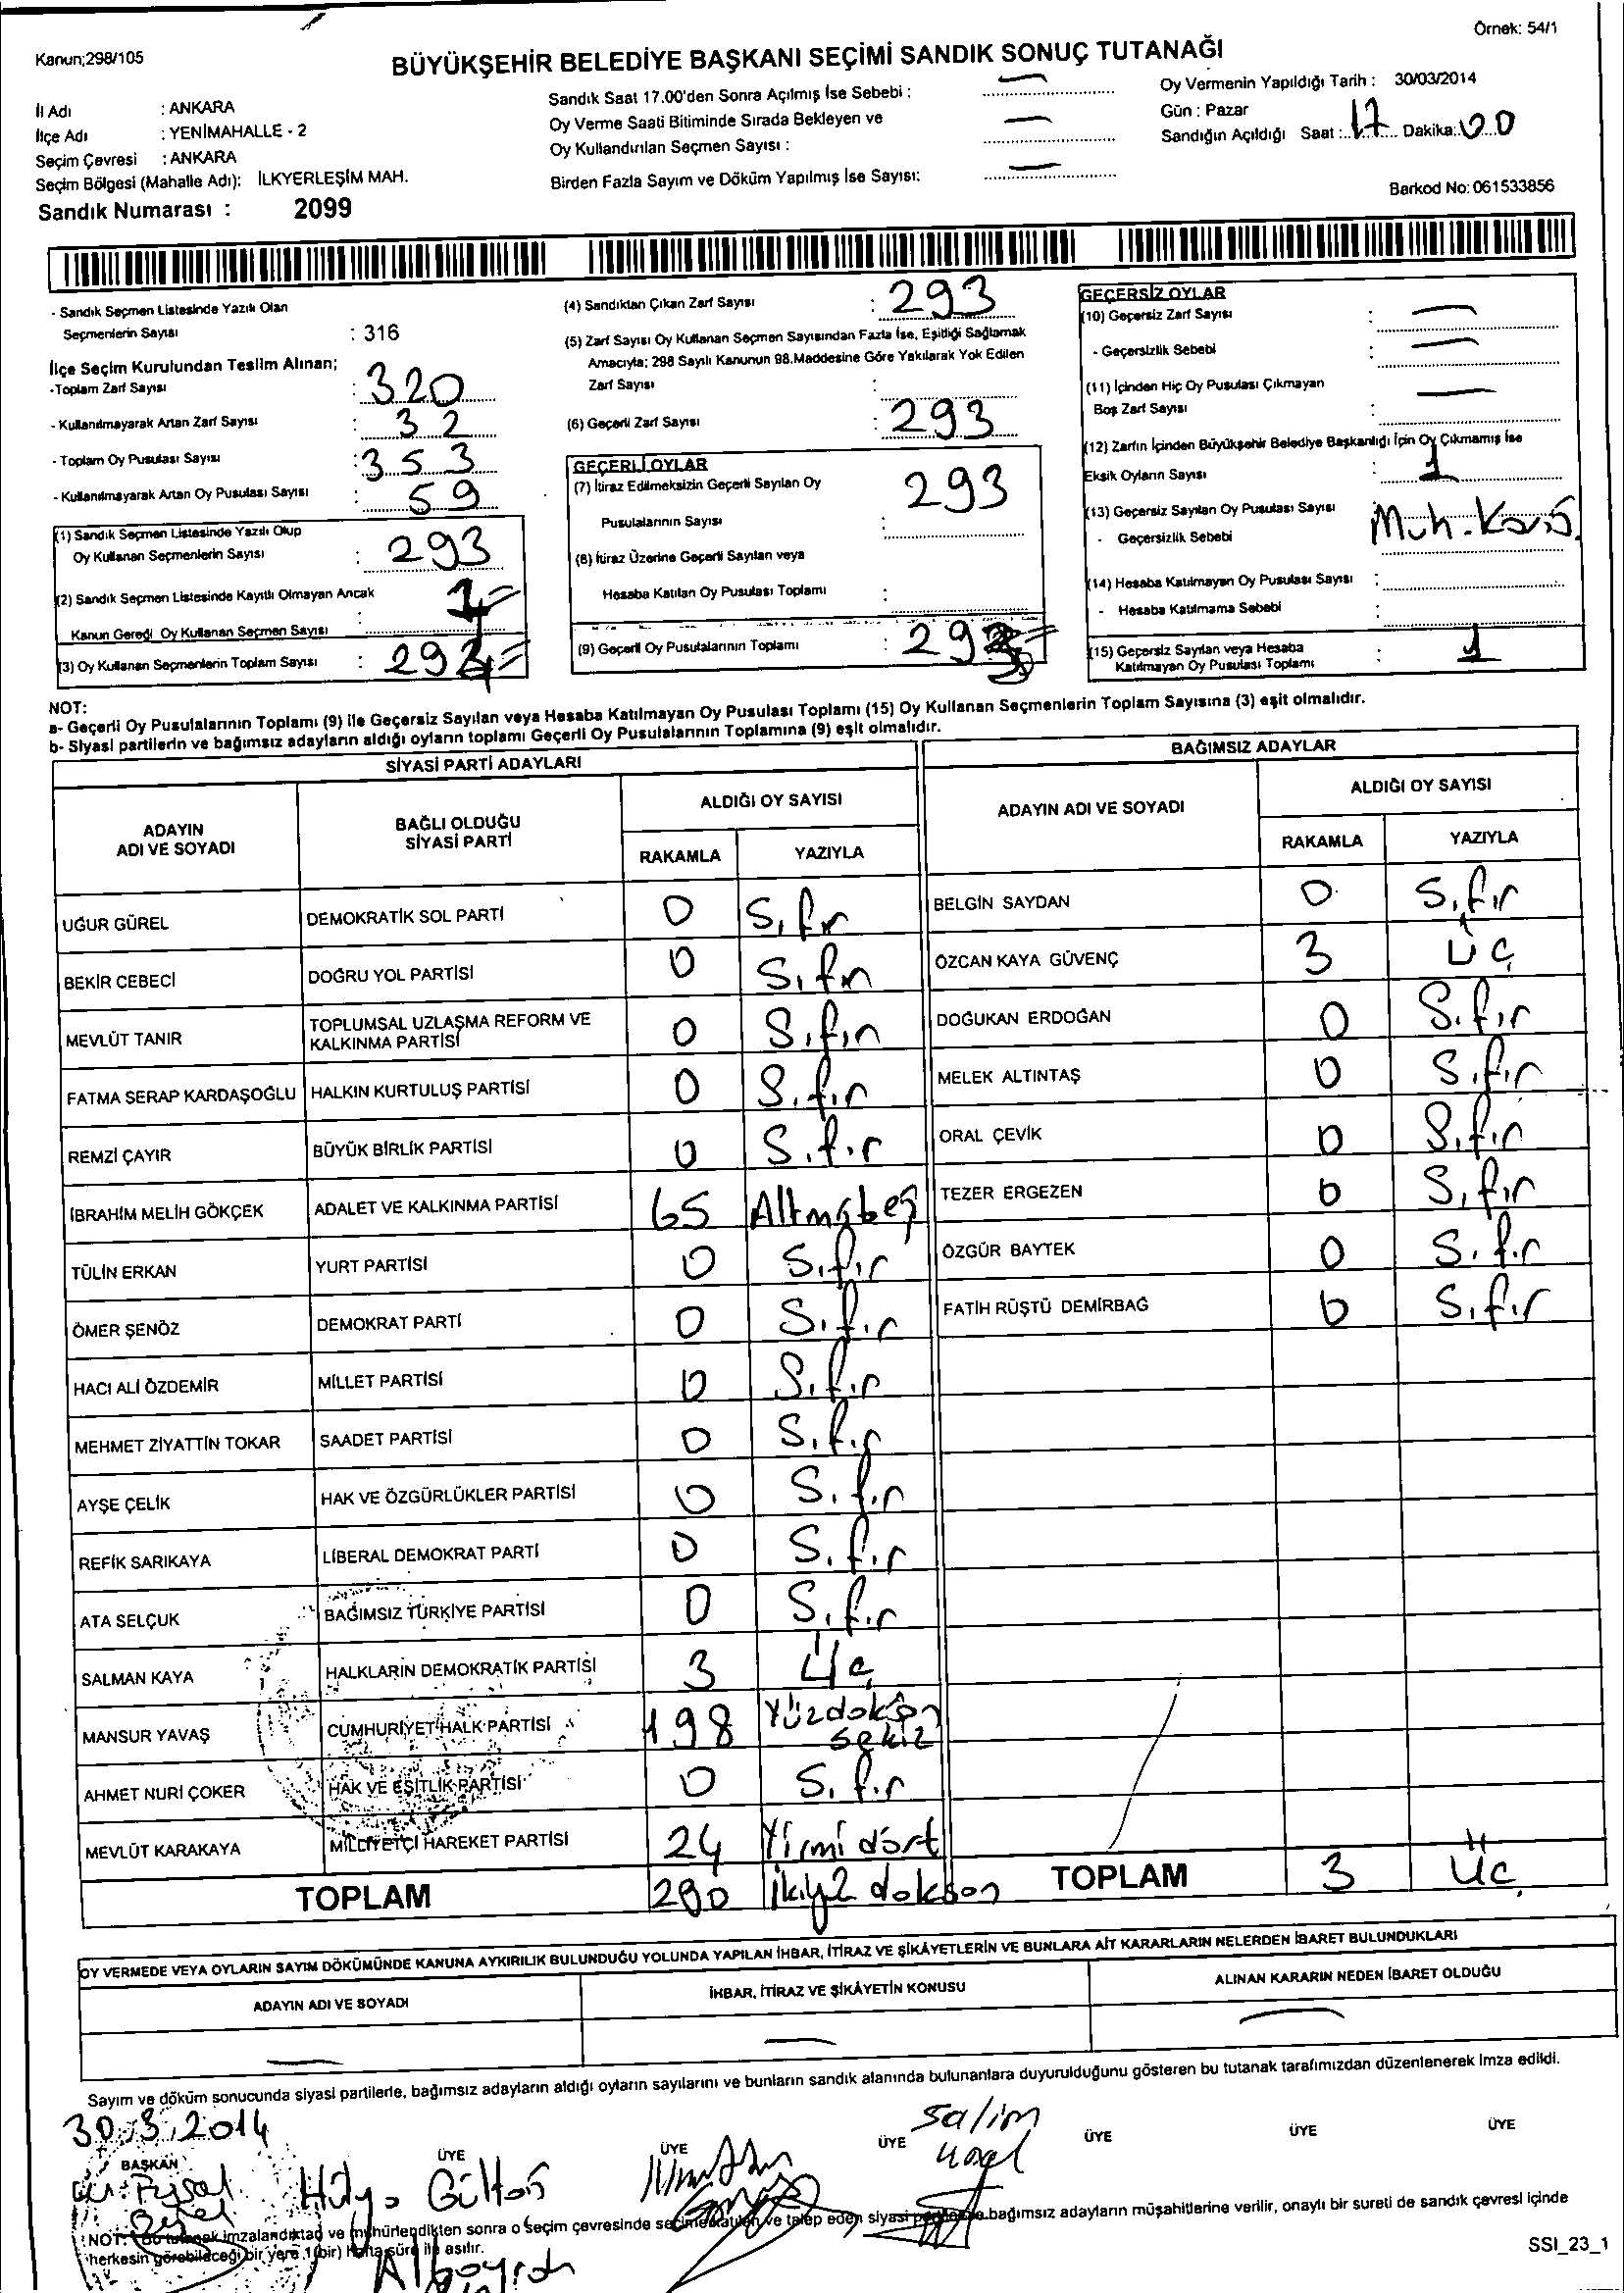 Örnek: 54/1
Kanun;298/105
BÜYÜKŞEHİR BELEDİYE BAŞKANI SEÇİMİ SANDIK SONUÇ TUTANAĞI
İl Adı : ANKARA
İlçe Adı : YENİMAHALLE - 2
Seçim Çevresi : ANKARA
Seçim Bölgesi (Mahalle Adı): İLKYERLEŞİM MAH.
Sandık Numarası : 2099
Sandık Saat 17.00'den Sonra Açılmış İse Sebebi : —
Oy Verme Saati Bitiminde Sırada Bekleyen ve
Oy Kullandırılan Seçmen Sayısı : —
Birden Fazla Sayım ve Döküm Yapılmış İse Sayısı: —
Oy Vermenin Yapıldığı Tarih : 30/03/2014
Gün : Pazar
Sandığın Açıldığı Saat : 17 Dakika: 00
Barkod No: 061533856
- Sandık Seçmen Listesinde Yazılı Olan
Seçmenlerin Sayısı : 316
İlçe Seçim Kurulundan Teslim Alınan;
-Toplam Zarf Sayısı : 320
- Kullanılmayarak Artan Zarf Sayısı : 32
- Toplam Oy Pusulası Sayısı : 353
- Kullanılmayarak Artan Oy Pusulası Sayısı : 59
(1) Sandık Seçmen Listesinde Yazılı Olup
Oy Kullanan Seçmenlerin Sayısı : 293
(2) Sandık Seçmen Listesinde Kayıtlı Olmayan Ancak
Kanun Gereği Oy Kullanan Seçmen Sayısı :
(3) Oy Kullanan Seçmenlerin Toplam Sayısı :
(4) Sandıktan Çıkan Zarf Sayısı : 293
(5) Zarf Sayısı Oy Kullanan Seçmen Sayısından Fazla İse, Eşitliği Sağlamak
Amacıyla; 298 Sayılı Kanunun 98.Maddesine Göre Yakılarak Yok Edilen
Zarf Sayısı :
(6) Geçerli Zarf Sayısı : 293
GEÇERLİ OYLAR
(7) İtiraz Edilmeksizin Geçerli Sayılan Oy
Pusulalarının Sayısı : 293
(8) İtiraz Üzerine Geçerli Sayılan veya
Hesaba Katılan Oy Pusulası Toplamı :
(9) Geçerli Oy Pusulalarının Toplamı :
GEÇERSİZ OYLAR
(10) Geçersiz Zarf Sayısı : —
- Geçersizlik Sebebi : —
(11) İçinden Hiç Oy Pusulası Çıkmayan
Boş Zarf Sayısı : —
(12) Zarfın İçinden Büyükşehir Belediye Başkanlığı İçin Oy Çıkmamış İse
Eksik Oyların Sayısı : 1
(13) Geçersiz Sayılan Oy Pusulası Sayısı
- Geçersizlik Sebebi
(14) Hesaba Katılmayan Oy Pusulası Sayısı :
- Hesaba Katılmama Sebebi :
(15) Geçersiz Sayılan veya Hesaba
Katılmayan Oy Pusulası Toplamı : 1
NOT:
a- Geçerli Oy Pusulalarının Toplamı (9) ile Geçersiz Sayılan veya Hesaba Katılmayan Oy Pusulası Toplamı (15) Oy Kullanan Seçmenlerin Toplam Sayısına (3) eşit olmalıdır.
b- Siyasi partilerin ve bağımsız adayların aldığı oyların toplamı Geçerli Oy Pusulalarının Toplamına (9) eşit olmalıdır.
SİYASİ PARTİ ADAYLARI
ADAYIN ADI VE SOYADI BAĞLI OLDUĞU SİYASİ PARTİ ALDIĞI OY SAYISI
RAKAMLA YAZIYLA
UĞUR GÜREL DEMOKRATİK SOL PARTİ 0 Sıfır
BEKİR CEBECİ DOĞRU YOL PARTİSİ 0 Sıfır
MEVLÜT TANIR TOPLUMSAL UZLAŞMA REFORM VE KALKINMA PARTİSİ 0 Sıfır
FATMA SERAP KARDAŞOĞLU HALKIN KURTULUŞ PARTİSİ 0 Sıfır
REMZİ ÇAYIR BÜYÜK BİRLİK PARTİSİ 0 Sıfır
İBRAHİM MELİH GÖKÇEK ADALET VE KALKINMA PARTİSİ 65 Altmışbeş
TÜLİN ERKAN YURT PARTİSİ 0 Sıfır
ÖMER ŞENÖZ DEMOKRAT PARTİ 0 Sıfır
HACI ALİ ÖZDEMİR MİLLET PARTİSİ 0 Sıfır
MEHMET ZİYATTİN TOKAR SAADET PARTİSİ 0 Sıfır
AYŞE ÇELİK HAK VE ÖZGÜRLÜKLER PARTİSİ 0 Sıfır
REFİK SARIKAYA LİBERAL DEMOKRAT PARTİ 0 Sıfır
ATA SELÇUK BAĞIMSIZ TÜRKİYE PARTİSİ 0 Sıfır
SALMAN KAYA HALKLARIN DEMOKRATİK PARTİSİ 3 Üç
MANSUR YAVAŞ CUMHURİYET HALK PARTİSİ 198 Yüzdoksan sekiz
AHMET NURİ ÇOKER HAK VE EŞİTLİK PARTİSİ 0 Sıfır
MEVLÜT KARAKAYA MİLLİYETÇİ HAREKET PARTİSİ 24 Yirmi dört
TOPLAM 290 İkiyüz doksan
BAĞIMSIZ ADAYLAR
ADAYIN ADI VE SOYADI ALDIĞI OY SAYISI
RAKAMLA YAZIYLA
BELGİN SAYDAN 0 Sıfır
ÖZCAN KAYA GÜVENÇ 3 ÜÇ
DOĞUKAN ERDOĞAN 0 Sıfır
MELEK ALTINTAŞ 0 Sıfır
ORAL ÇEVİK 0 Sıfır
TEZER ERGEZEN 0 Sıfır
ÖZGÜR BAYTEK 0 Sıfır
FATİH RÜŞTÜ DEMİRBAĞ 0 Sıfır
TOPLAM 3 Üç
OY VERMEDE VEYA OYLARIN SAYIM DÖKÜMÜNDE KANUNA AYKIRILIK BULUNDUĞU YOLUNDA YAPILAN İHBAR, İTİRAZ VE ŞİKÂYETLERİN VE BUNLARA AİT KARARLARIN NELERDEN İBARET BULUNDUKLARI
ADAYIN ADI VE SOYADI İHBAR, İTİRAZ VE ŞİKÂYETİN KONUSU ALINAN KARARIN NEDEN İBARET OLDUĞU
— — —
Sayım ve döküm sonucunda siyasi partilerle, bağımsız adayların aldığı oyların sayılarını ve bunların sandık alanında bulunanlara duyurulduğunu gösteren bu tutanak tarafımızdan düzenlenerek imza edildi.
30.3.2014
BAŞKAN ÜYE ÜYE ÜYE ÜYE ÜYE ÜYE
Hülya Salim
NOT: Bu tutanak imzalandıktan ve mühürlendikten sonra o seçim çevresinde seçime katılan ve talep eden siyasi bağımsız adayların müşahitlerine verilir, onaylı bir sureti de sandık çevresi içinde
herkesin görebileceği bir yere 1(bir) hafta süre ile asılır.
SSI_23_1